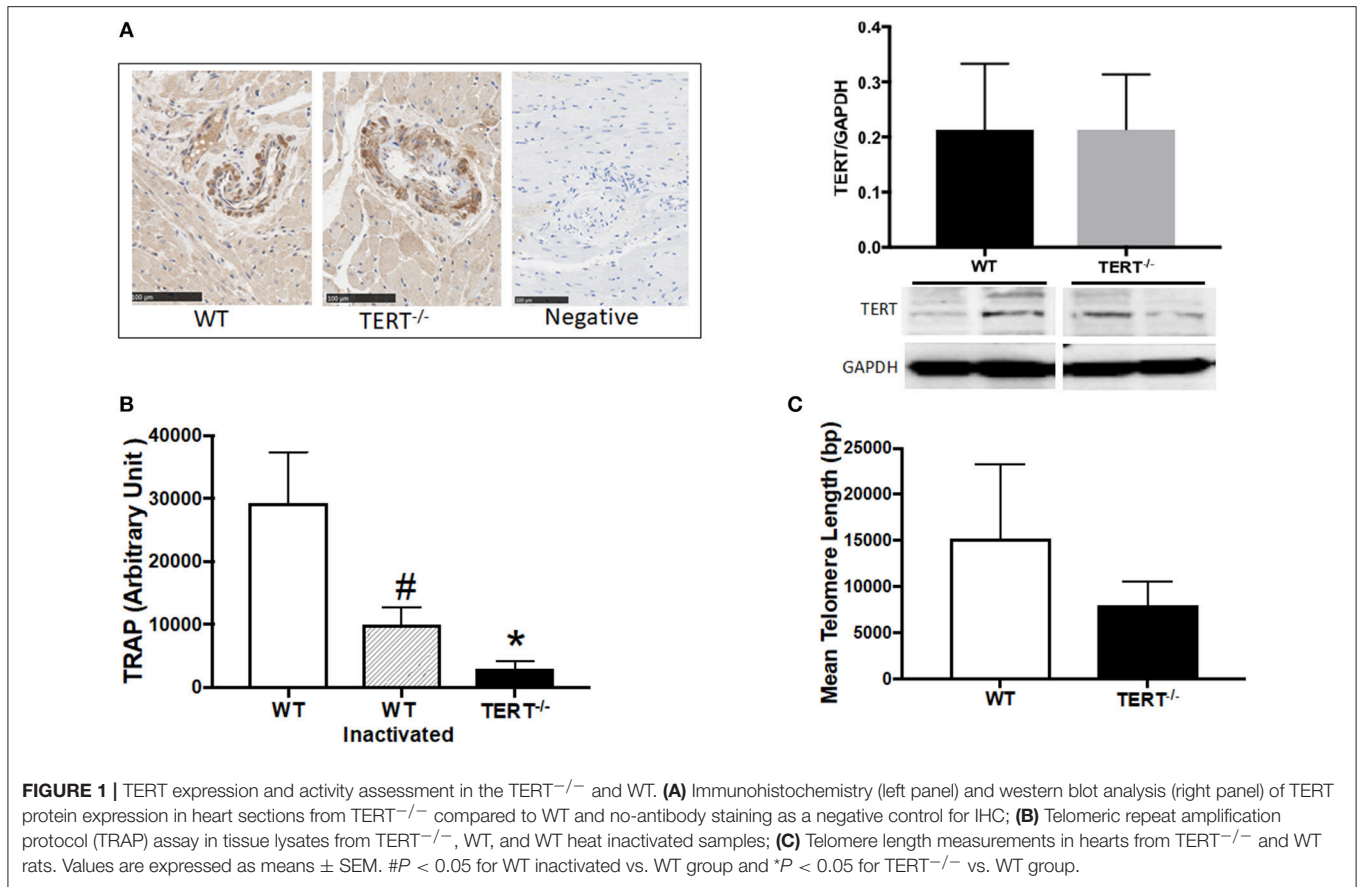 A
100 µm
WT
100 µm
TERT-/-
100 µm
Negative
TERT/GAPDH
0.4
0.3
0.2
0.1
0.0
WT
TERT-/-
TERT
GAPDH
B
TRAP (Arbitrary Unit )
40000
30000
20000
10000
0
#
*
WT
WT
Inactivated
TERT-/-
C
Mean Telomere Length (bp)
25000
20000
15000
10000
5000
0
WT
TERT-/-
FIGURE 1 | TERT expression and activity assessment in the TERT−/− and WT. (A) Immunohistochemistry (left panel) and western blot analysis (right panel) of TERT
protein expression in heart sections from TERT−/− compared to WT and no-antibody staining as a negative control for IHC; (B) Telomeric repeat amplification
protocol (TRAP) assay in tissue lysates from TERT−/−, WT, and WT heat inactivated samples; (C) Telomere length measurements in hearts from TERT−/− and WT
rats. Values are expressed as means ± SEM. #P < 0.05 for WT inactivated vs. WT group and *P < 0.05 for TERT−/− vs. WT group.